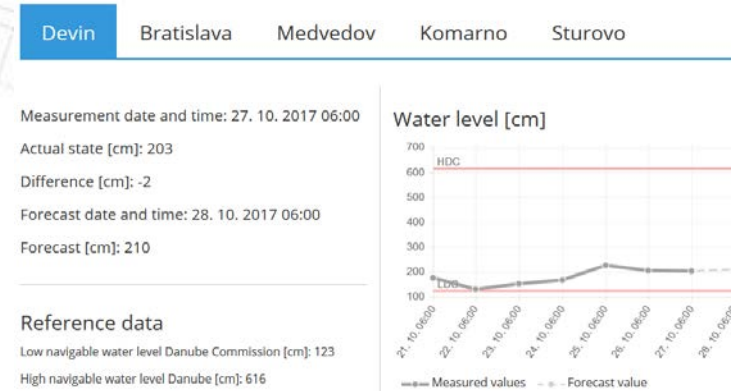 Devin Bratislava Medvedov Komarno Sturovo
Measurement date and time: 27. 10. 2017 06:00
Actual state [cm]: 203
Difference [cm]: -2
Forecast date and time: 28. 10. 2017 06:00
Forecast [cm]: 210
Reference data
Low navigable water level Danube Commission [cm]: 123
High navigable water level Danube [cm]: 616
Water level [cm]
700
HDC
600
500
400
300
200
LDC
100
21. 10. 06:00
22. 10. 06:00
23. 10. 06:00
24. 10. 06:00
25. 10. 06:00
26. 10. 06:00
27. 10. 06:00
28. 10. 06:00
Measured values Forecast value